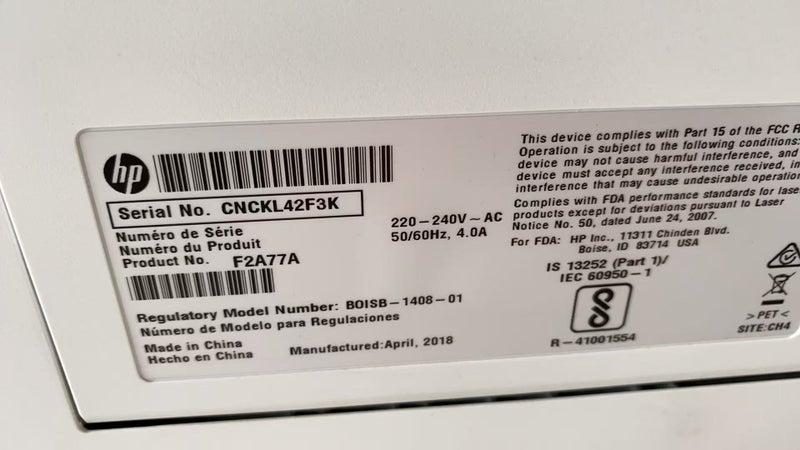 hp
Serial No. CNCKL42F3K
Numéro de Série
Numéro du Produit
Product No. F2A77A
220-240V-AC
50/60Hz, 4.0A
Regulatory Model Number: BOISB-1408-01
Número de Modelo para Regulaciones
Made in China
Hecho en China
Manufactured:April, 2018
This device complies with Part 15 of the FCC R
Operation is subject to the following conditions:
device may not cause harmful interference, and
device must accept any interference received, in
interference that may cause undesirable operation
Complies with FDA performance standards for lase
products except for deviations pursuant to Laser
Notice No. 50, dated June 24, 2007.
For FDA: HP Inc., 11311 Chinden Blvd.
Boise, ID 83714 USA
IS 13252 (Part 1)/
IEC 60950-1
R-41001554
>PET<
SITE:CH4